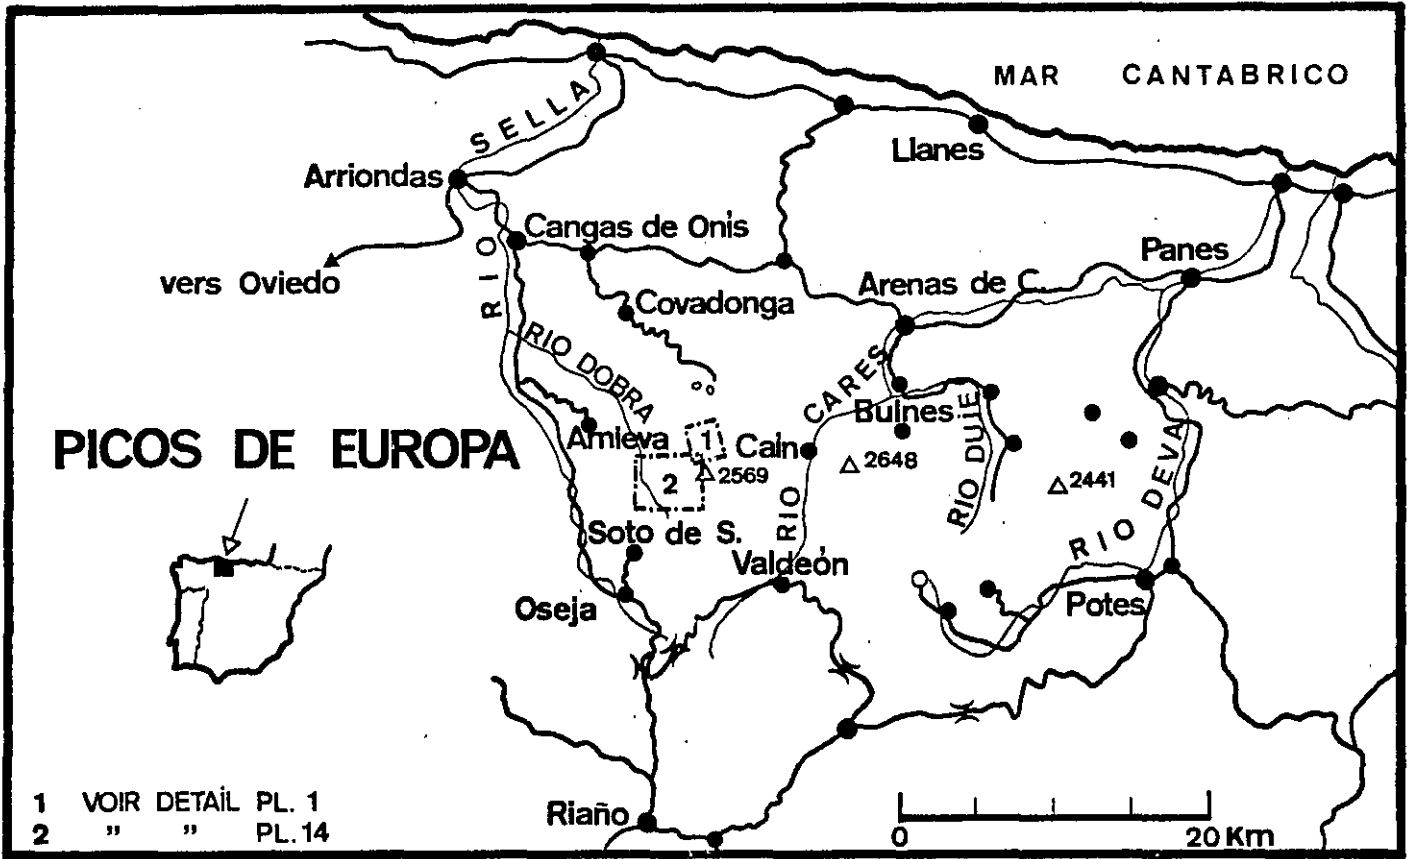 MAR CANTABRICO
SELLA
Llanes
Arriondas
Cangas de Onís
RIO
Panes
vers Oviedo
Arenas de C.
Covadonga
RIO DOBRA
CARES
Bulnes
RIO DUJE
PICOS DE EUROPA
Amieva
1
Cain
2648
2569
2441
2
RIO
RIO DEVA
Soto de S.
Valdeón
Oseja
Potes
1 VOIR DETAIL PL. 1
2 " " PL. 14
Riaño
0 20 Km